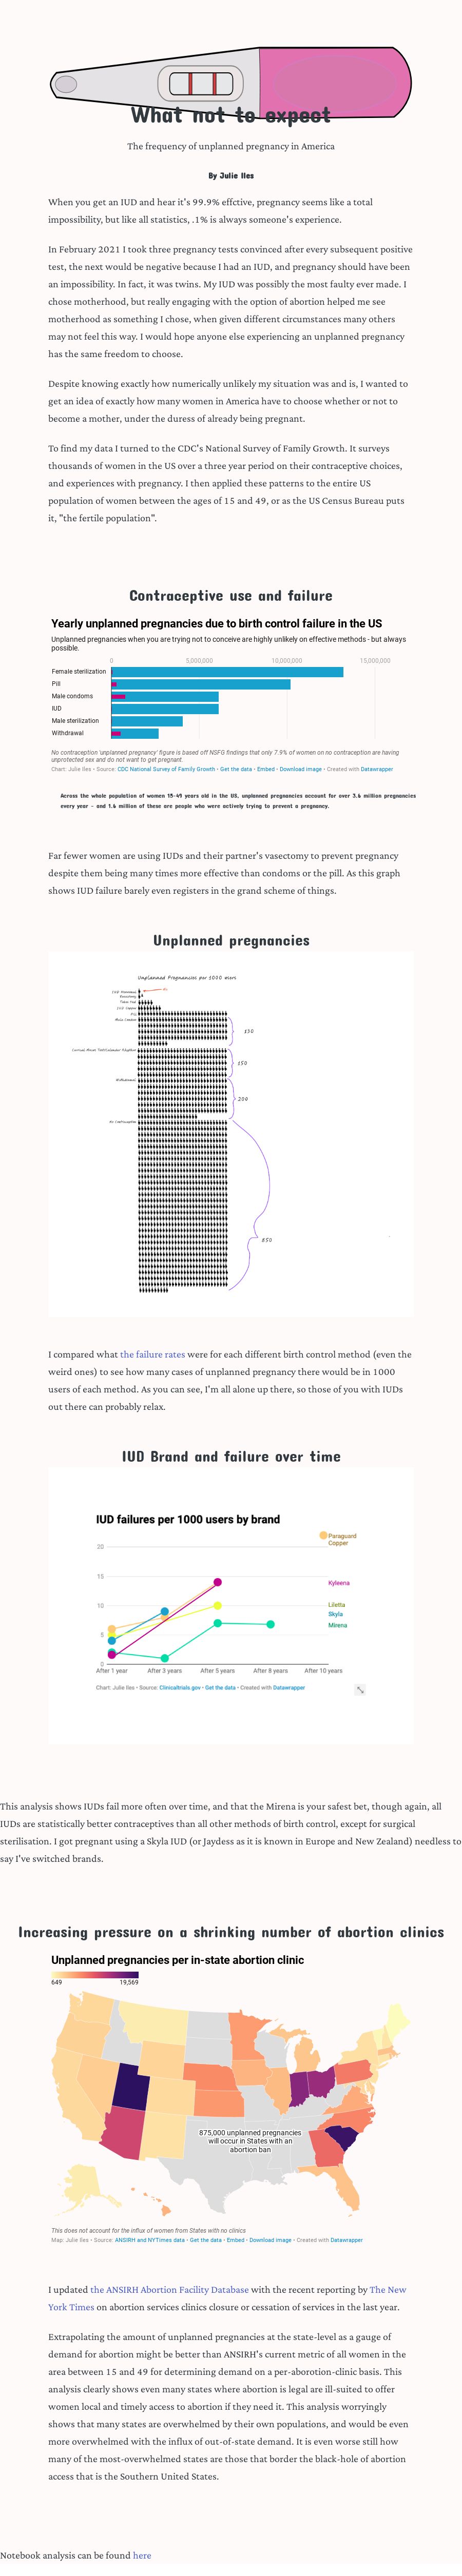 What not to expect
The frequency of unplanned pregnancy in America
By Julie Iles
When you get an IUD and hear it's 99.9% effctive, pregnancy seems like a total
impossibility, but like all statistics, .1% is always someone's experience.
In February 2021 I took three pregnancy tests convinced after every subsequent positive
test, the next would be negative because I had an IUD, and pregnancy should have been
an impossibility. In fact, it was twins. My IUD was possibly the most faulty ever made. I
chose motherhood, but really engaging with the option of abortion helped me see
motherhood as something I chose, when given different circumstances many others
may not feel this way. I would hope anyone else experiencing an unplanned pregnancy
has the same freedom to choose.
Despite knowing exactly how numerically unlikely my situation was and is, I wanted to
get an idea of exactly how many women in America have to choose whether or not to
become a mother, under the duress of already being pregnant.
To find my data I turned to the CDC's National Survey of Family Growth. It surveys
thousands of women in the US over a three year period on their contraceptive choices,
and experiences with pregnancy. I then applied these patterns to the entire US
population of women between the ages of 15 and 49, or as the US Census Bureau puts
it, "the fertile population".
Contraceptive use and failure
Yearly unplanned pregnancies due to birth control failure in the US
Unplanned pregnancies when you are trying not to conceive are highly unlikely on effective methods - but always
possible.
0 5,000,000 10,000,000 15,000,000
Female sterilization
Pill
Male condoms
IUD
Male sterilization
Withdrawal
No contraception 'unplanned pregnancy' figure is based off NSFG findings that only 7.9% of women on no contraception are having
unprotected sex and do not want to get pregnant
Chart: Julie Iles • Source: CDC National Survey of Family Growth • Get the data • Embed • Download image • Created with Datawrapper
Across the whole population of women 15-49 years old in the US, unplanned pregnancies account for over 3.6 million pregnancies
every year - and 1.6 million of these are people who were actively trying to prevent a pregnancy.
Far fewer women are using IUDs and their partner's vasectomy to prevent pregnancy
despite them being many times more effective than condoms or the pill. As this graph
shows IUD failure barely even registers in the grand scheme of things.
Unplanned pregnancies
Unplanned Pregnancies per 1000 users
Pill
Male Condom
130
150
Withdrawal
200
No Contraception
850
I compared what the failure rates were for each different birth control method (even the
weird ones) to see how many cases of unplanned pregnancy there would be in 1000
users of each method. As you can see, I'm all alone up there, so those of you with IUDs
out there can probably relax.
IUD Brand and failure over time
IUD failures per 1000 users by brand
Paraguard
Copper
20
15
Kyleena
10
Liletta
Skyla
Mirena
5
0
After 1 year After 3 years After 5 years After 8 years After 10 years
Chart: Julie Iles • Source: Clinicaltrials.gov • Get the data • Created with Datawrapper
This analysis shows IUDs fail more often over time, and that the Mirena is your safest bet, though again, all
IUDs are statistically better contraceptives than all other methods of birth control, except for surgical
sterilisation. I got pregnant using a Skyla IUD (or Jaydess as it is known in Europe and New Zealand) needless to
say I've switched brands.
Increasing pressure on a shrinking number of abortion clinics
Unplanned pregnancies per in-state abortion clinic
649 19,569
875,000 unplanned pregnancies
will occur in States with an
abortion ban
This does not account for the influx of women from States with no clinics
Map: Julie Iles • Source: ANSIRH and NYTimes data • Get the data • Embed • Download image • Created with Datawrapper
I updated the ANSIRH Abortion Facility Database with the recent reporting by The New
York Times on abortion services clinics closure or cessation of services in the last year.
Extrapolating the amount of unplanned pregnancies at the state-level as a gauge of
demand for abortion might be better than ANSIRH's current metric of all women in the
area between 15 and 49 for determining demand on a per-aborotion-clinic basis. This
analysis clearly shows even many states where abortion is legal are ill-suited to offer
women local and timely access to abortion if they need it. This analysis worryingly
shows that many states are overwhelmed by their own populations, and would be even
more overwhelmed with the influx of out-of-state demand. It is even worse still how
many of the most-overwhelmed states are those that border the black-hole of abortion
access that is the Southern United States.
Notebook analysis can be found here